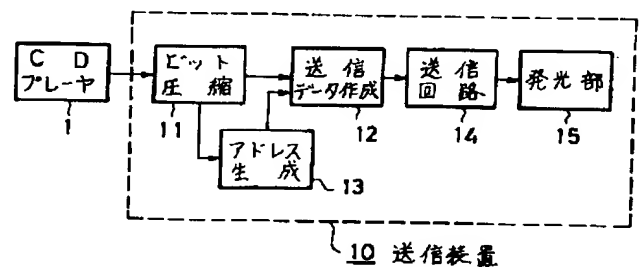 CD
プレーヤ
1
ビット
圧縮
11
送信
データ作成
12
送信
回路
14
発光部
15
アドレス
生成
13
10 送信装置